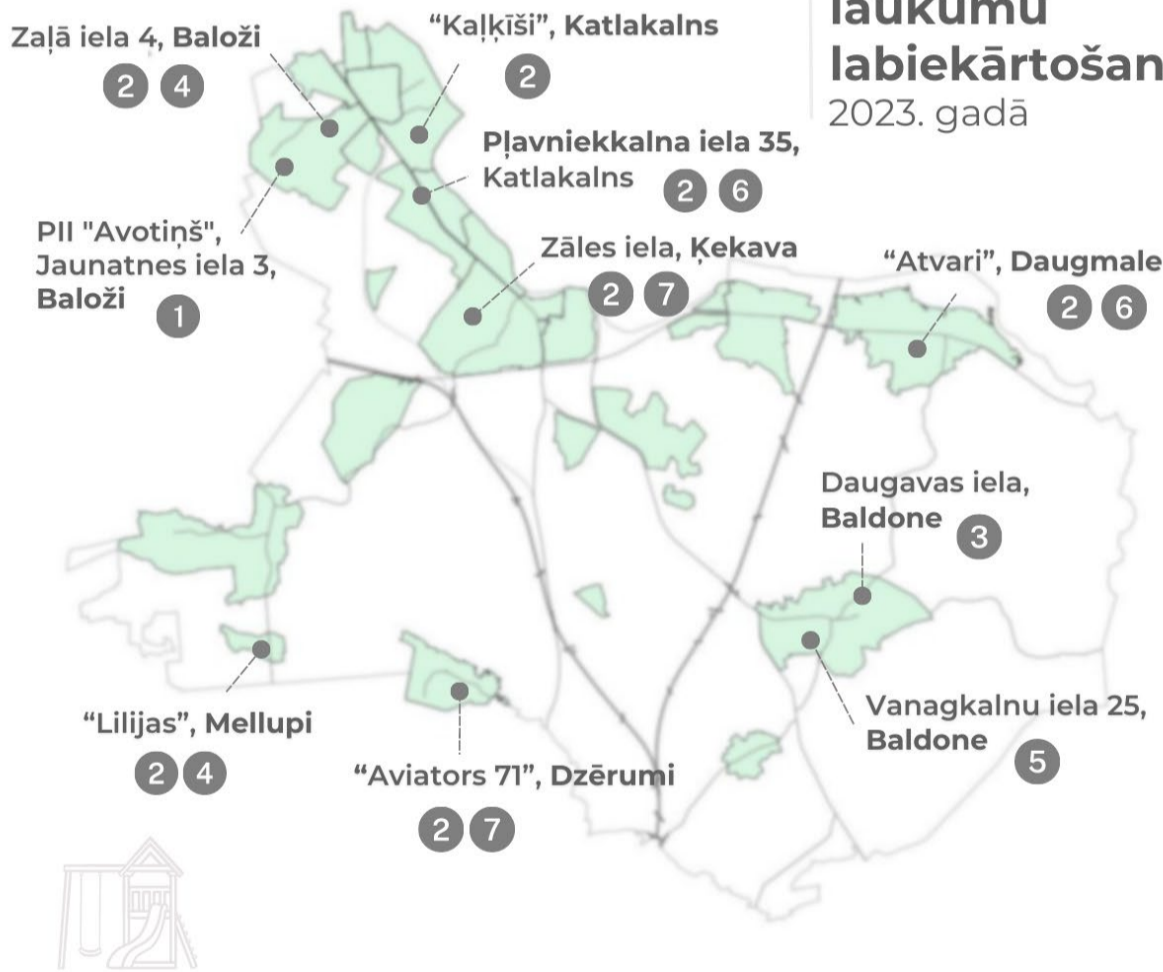 laukumu
labiekārtošan
2023. gadā
Zaļā iela 4, Baloži
2 4
“Kaļķīši”, Katlakalns
2
Pļavniekkalna iela 35,
Katlakalns 2 6
PII "Avotiņš",
Jaunatnes iela 3,
Baloži 1
Zāles iela, Ķekava
2 7
“Atvari”, Daugmale
2 6
Daugavas iela,
Baldone 3
Vanagkalnu iela 25,
Baldone 5
“Lilijas”, Mellupi
2 4
“Aviators 71”, Dzērumi
2 7